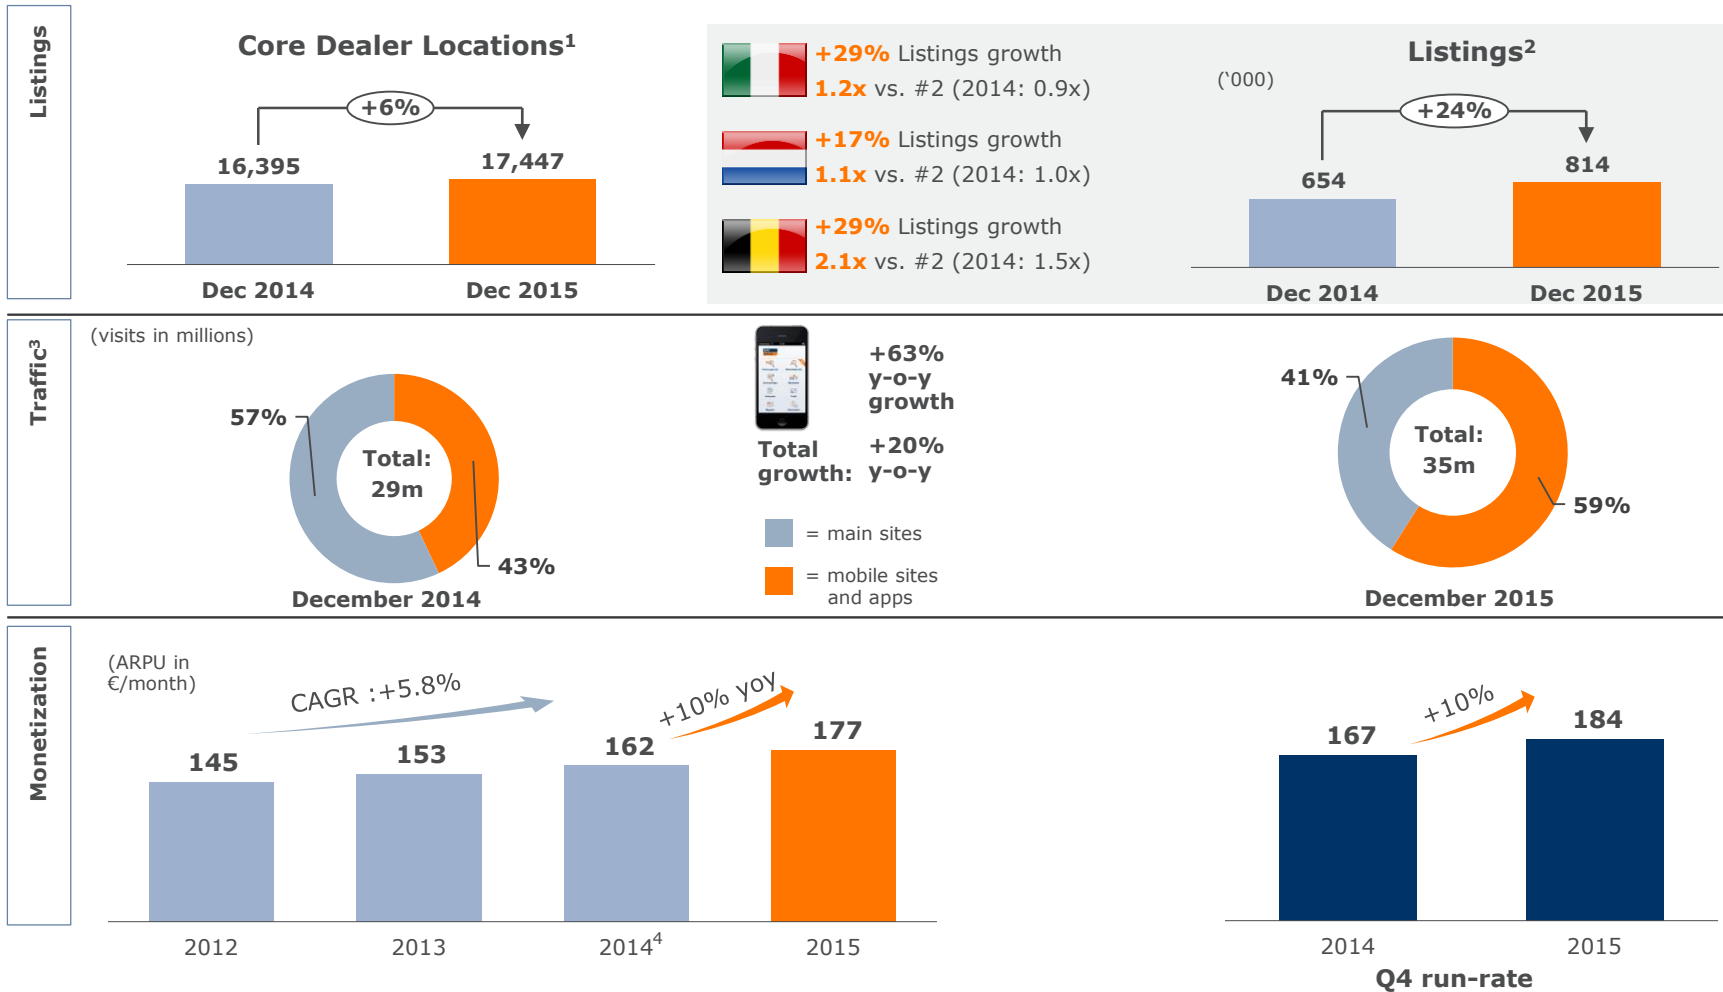 Listings
Core Dealer Locations¹
+6%
16,395
17,447
Dec 2014
Dec 2015
+29% Listings growth
1.2x vs. #2 (2014: 0.9x)
+17% Listings growth
1.1x vs. #2 (2014: 1.0x)
+29% Listings growth
2.1x vs. #2 (2014: 1.5x)
Listings²
(‘000)
+24%
654
814
Dec 2014
Dec 2015
Traffic³
(visits in millions)
57%
Total:
29m
43%
December 2014
+63%
y-o-y
growth
Total
growth:
+20%
y-o-y
= main sites
= mobile sites
and apps
41%
Total:
35m
59%
December 2015
Monetization
(ARPU in
€/month)
CAGR :+5.8%
+10% yoy
145
153
162
177
2012
2013
2014⁴
2015
+10%
167
184
2014
2015
Q4 run-rate